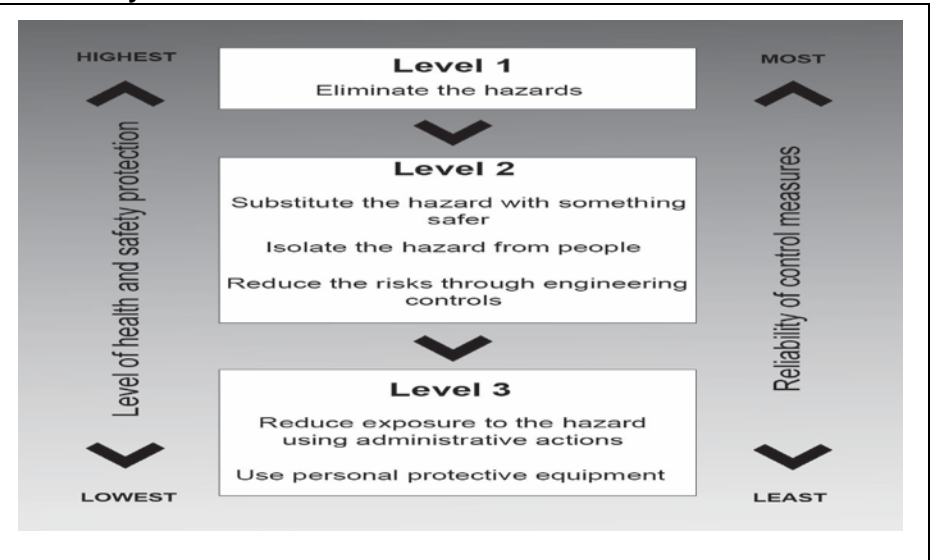 HIGHEST
MOST
Level 1
Eliminate the hazards
Level 2
Substitute the hazard with something
safer
Isolate the hazard from people
Reduce the risks through engineering
controls
Level 3
Reduce exposure to the hazard
using administrative actions
Use personal protective equipment
Level of health and safety protection
Reliability of control measures
LOWEST
LEAST